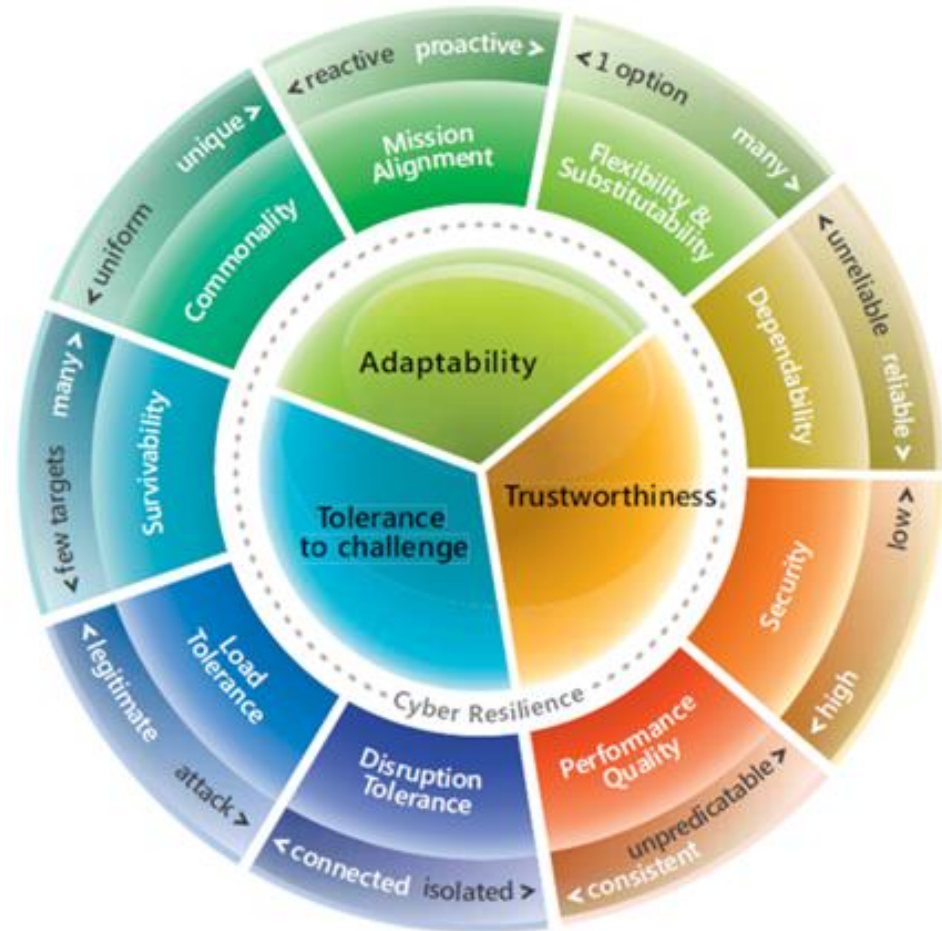 Adaptability
Trustworthiness
Tolerance
to challenge
Cyber Resilience
Mission
Alignment
< reactive proactive >
Flexibility &
Substitutability
< 1 option many >
Dependability
< unreliable reliable >
Security
low >
< high
Performance
Quality
unpredicatable >
< consistent
Disruption
Tolerance
< connected isolated >
Load
Tolerance
< legitimate attack >
Survivability
< few targets many >
Commonality
< uniform unique >